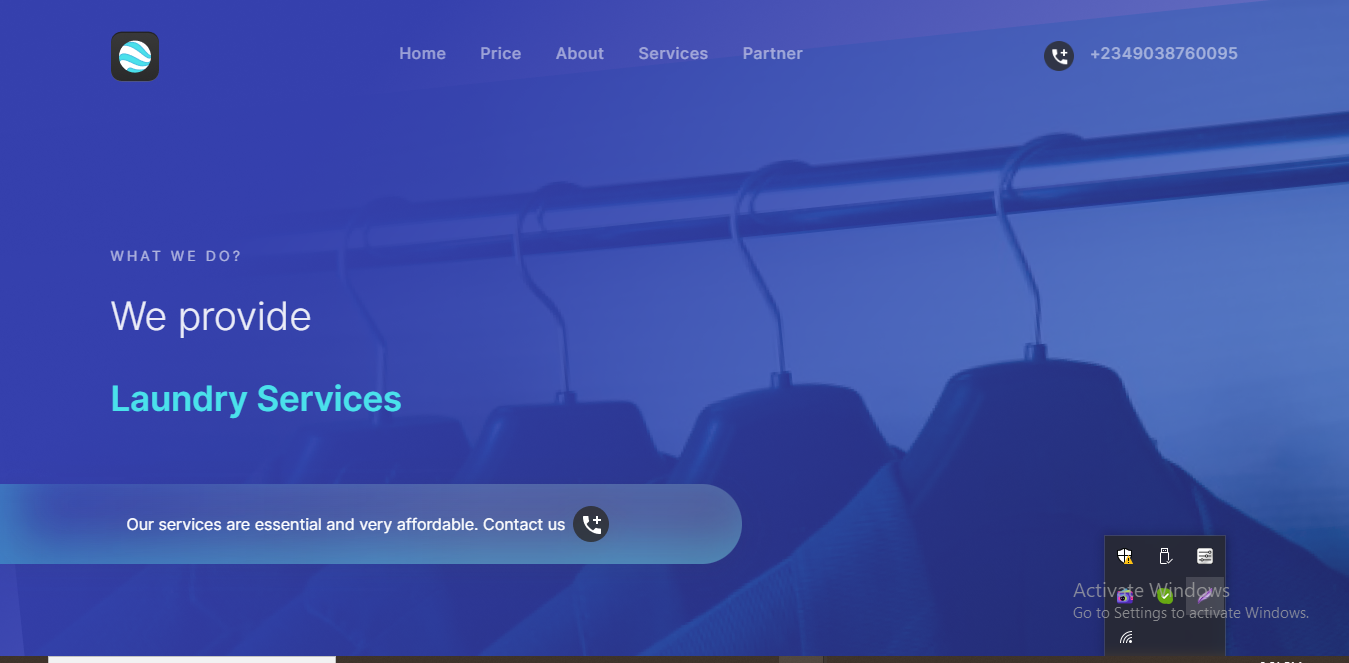 Home Price About Services Partner +2349038760095
WHAT WE DO?
We provide
Laundry Services
Our services are essential and very affordable. Contact us
Activate Windows
Go to Settings to activate Windows.